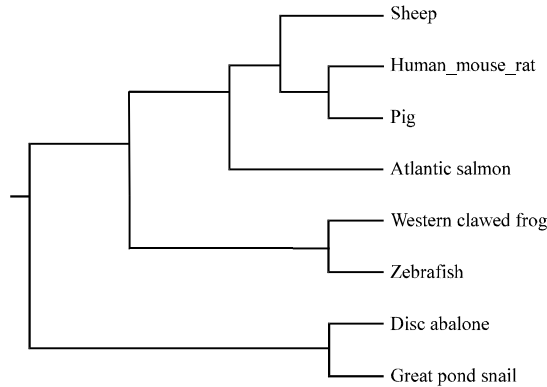 Sheep
Human_mouse_rat
Pig
Atlantic salmon
Western clawed frog
Zebrafish
Disc abalone
Great pond snail